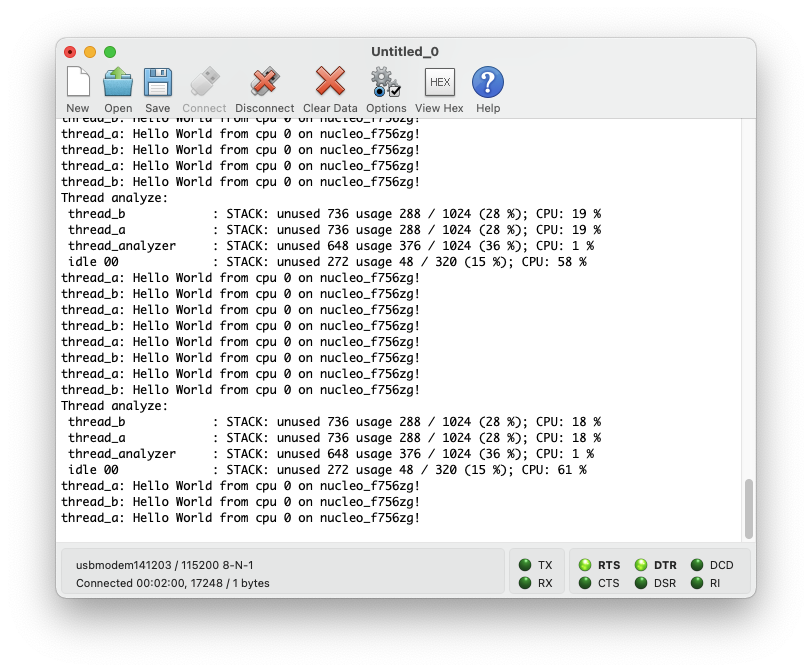 Untitled_0
New Open Save Connect Disconnect Clear Data Options HEX View Hex ? Help
thread_b: Hello World from cpu 0 on nucleo_f756zg!
thread_a: Hello World from cpu 0 on nucleo_f756zg!
thread_b: Hello World from cpu 0 on nucleo_f756zg!
thread_a: Hello World from cpu 0 on nucleo_f756zg!
thread_b: Hello World from cpu 0 on nucleo_f756zg!
Thread analyze:
 thread_b            : STACK: unused 736 usage 288 / 1024 (28 %); CPU: 19 %
 thread_a            : STACK: unused 736 usage 288 / 1024 (28 %); CPU: 19 %
 thread_analyzer     : STACK: unused 648 usage 376 / 1024 (36 %); CPU: 1 %
 idle 00             : STACK: unused 272 usage 48 / 320 (15 %); CPU: 58 %
thread_a: Hello World from cpu 0 on nucleo_f756zg!
thread_b: Hello World from cpu 0 on nucleo_f756zg!
thread_a: Hello World from cpu 0 on nucleo_f756zg!
thread_b: Hello World from cpu 0 on nucleo_f756zg!
thread_a: Hello World from cpu 0 on nucleo_f756zg!
thread_b: Hello World from cpu 0 on nucleo_f756zg!
thread_a: Hello World from cpu 0 on nucleo_f756zg!
thread_b: Hello World from cpu 0 on nucleo_f756zg!
Thread analyze:
 thread_b            : STACK: unused 736 usage 288 / 1024 (28 %); CPU: 18 %
 thread_a            : STACK: unused 736 usage 288 / 1024 (28 %); CPU: 18 %
 thread_analyzer     : STACK: unused 648 usage 376 / 1024 (36 %); CPU: 1 %
 idle 00             : STACK: unused 272 usage 48 / 320 (15 %); CPU: 61 %
thread_a: Hello World from cpu 0 on nucleo_f756zg!
thread_b: Hello World from cpu 0 on nucleo_f756zg!
thread_a: Hello World from cpu 0 on nucleo_f756zg!
usbmodem141203 / 115200 8-N-1 TX RTS DTR DCD
Connected 00:02:00, 17248 / 1 bytes RX CTS DSR RI